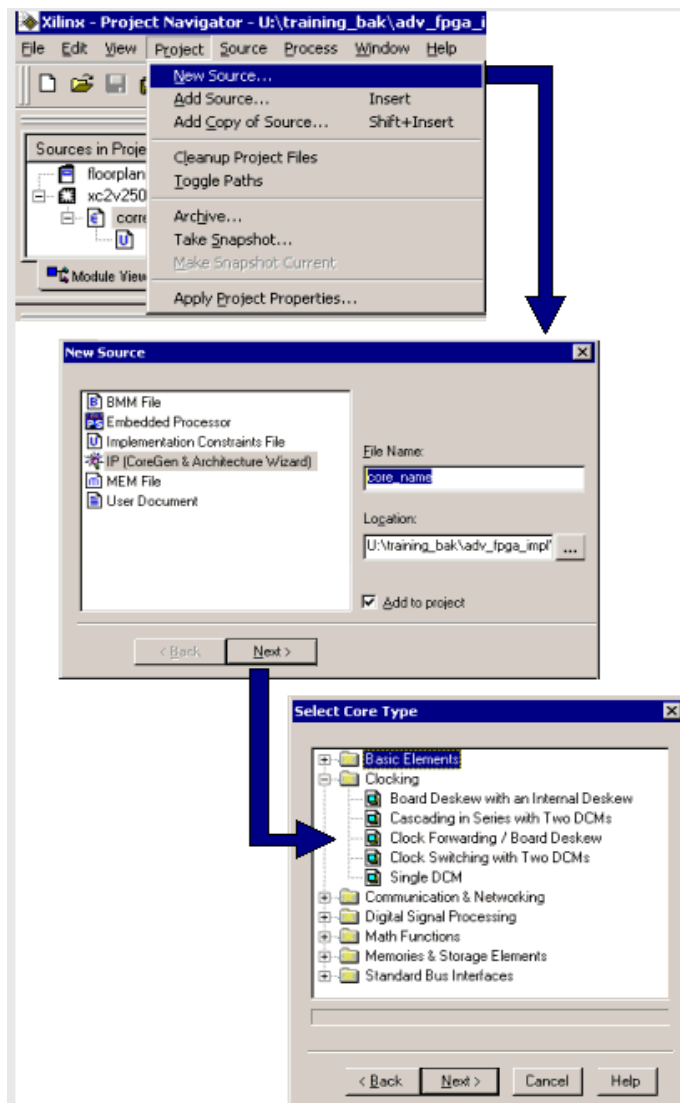 Xilinx - Project Navigator - U:\training_bak\adv_fpga_i
File Edit View Project Source Process Window Help
New Source...
Add Source... Insert
Add Copy of Source... Shift+Insert
Cleanup Project Files
Toggle Paths
Archive...
Take Snapshot...
Make Snapshot Current
Apply Project Properties...
Sources in Proje
floorplan
xc2v250
corre
Module View
New Source
BMM File
Embedded Processor
Implementation Constraints File
IP (CoreGen & Architecture Wizard)
MEM File
User Document
File Name:
core_name
Location:
U:\training_bak\adv_fpga_impl\
...
Add to project
< Back Next >
Select Core Type
Basic Elements
Clocking
Board Deskew with an Internal Deskew
Cascading in Series with Two DCMs
Clock Forwarding / Board Deskew
Clock Switching with Two DCMs
Single DCM
Communication & Networking
Digital Signal Processing
Math Functions
Memories & Storage Elements
Standard Bus Interfaces
< Back Next > Cancel Help